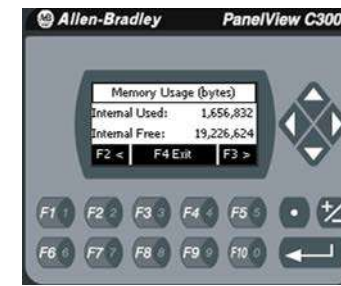 Allen-Bradley PanelView C300
Memory Usage (bytes)
Internal Used: 1,656,832
Internal Free: 19,226,624
F2 < F4 Exit F3 >
F1 1 F2 2 F3 3 F4 4 F5 5 • +/-
F6 6 F7 7 F8 8 F9 9 F10 0